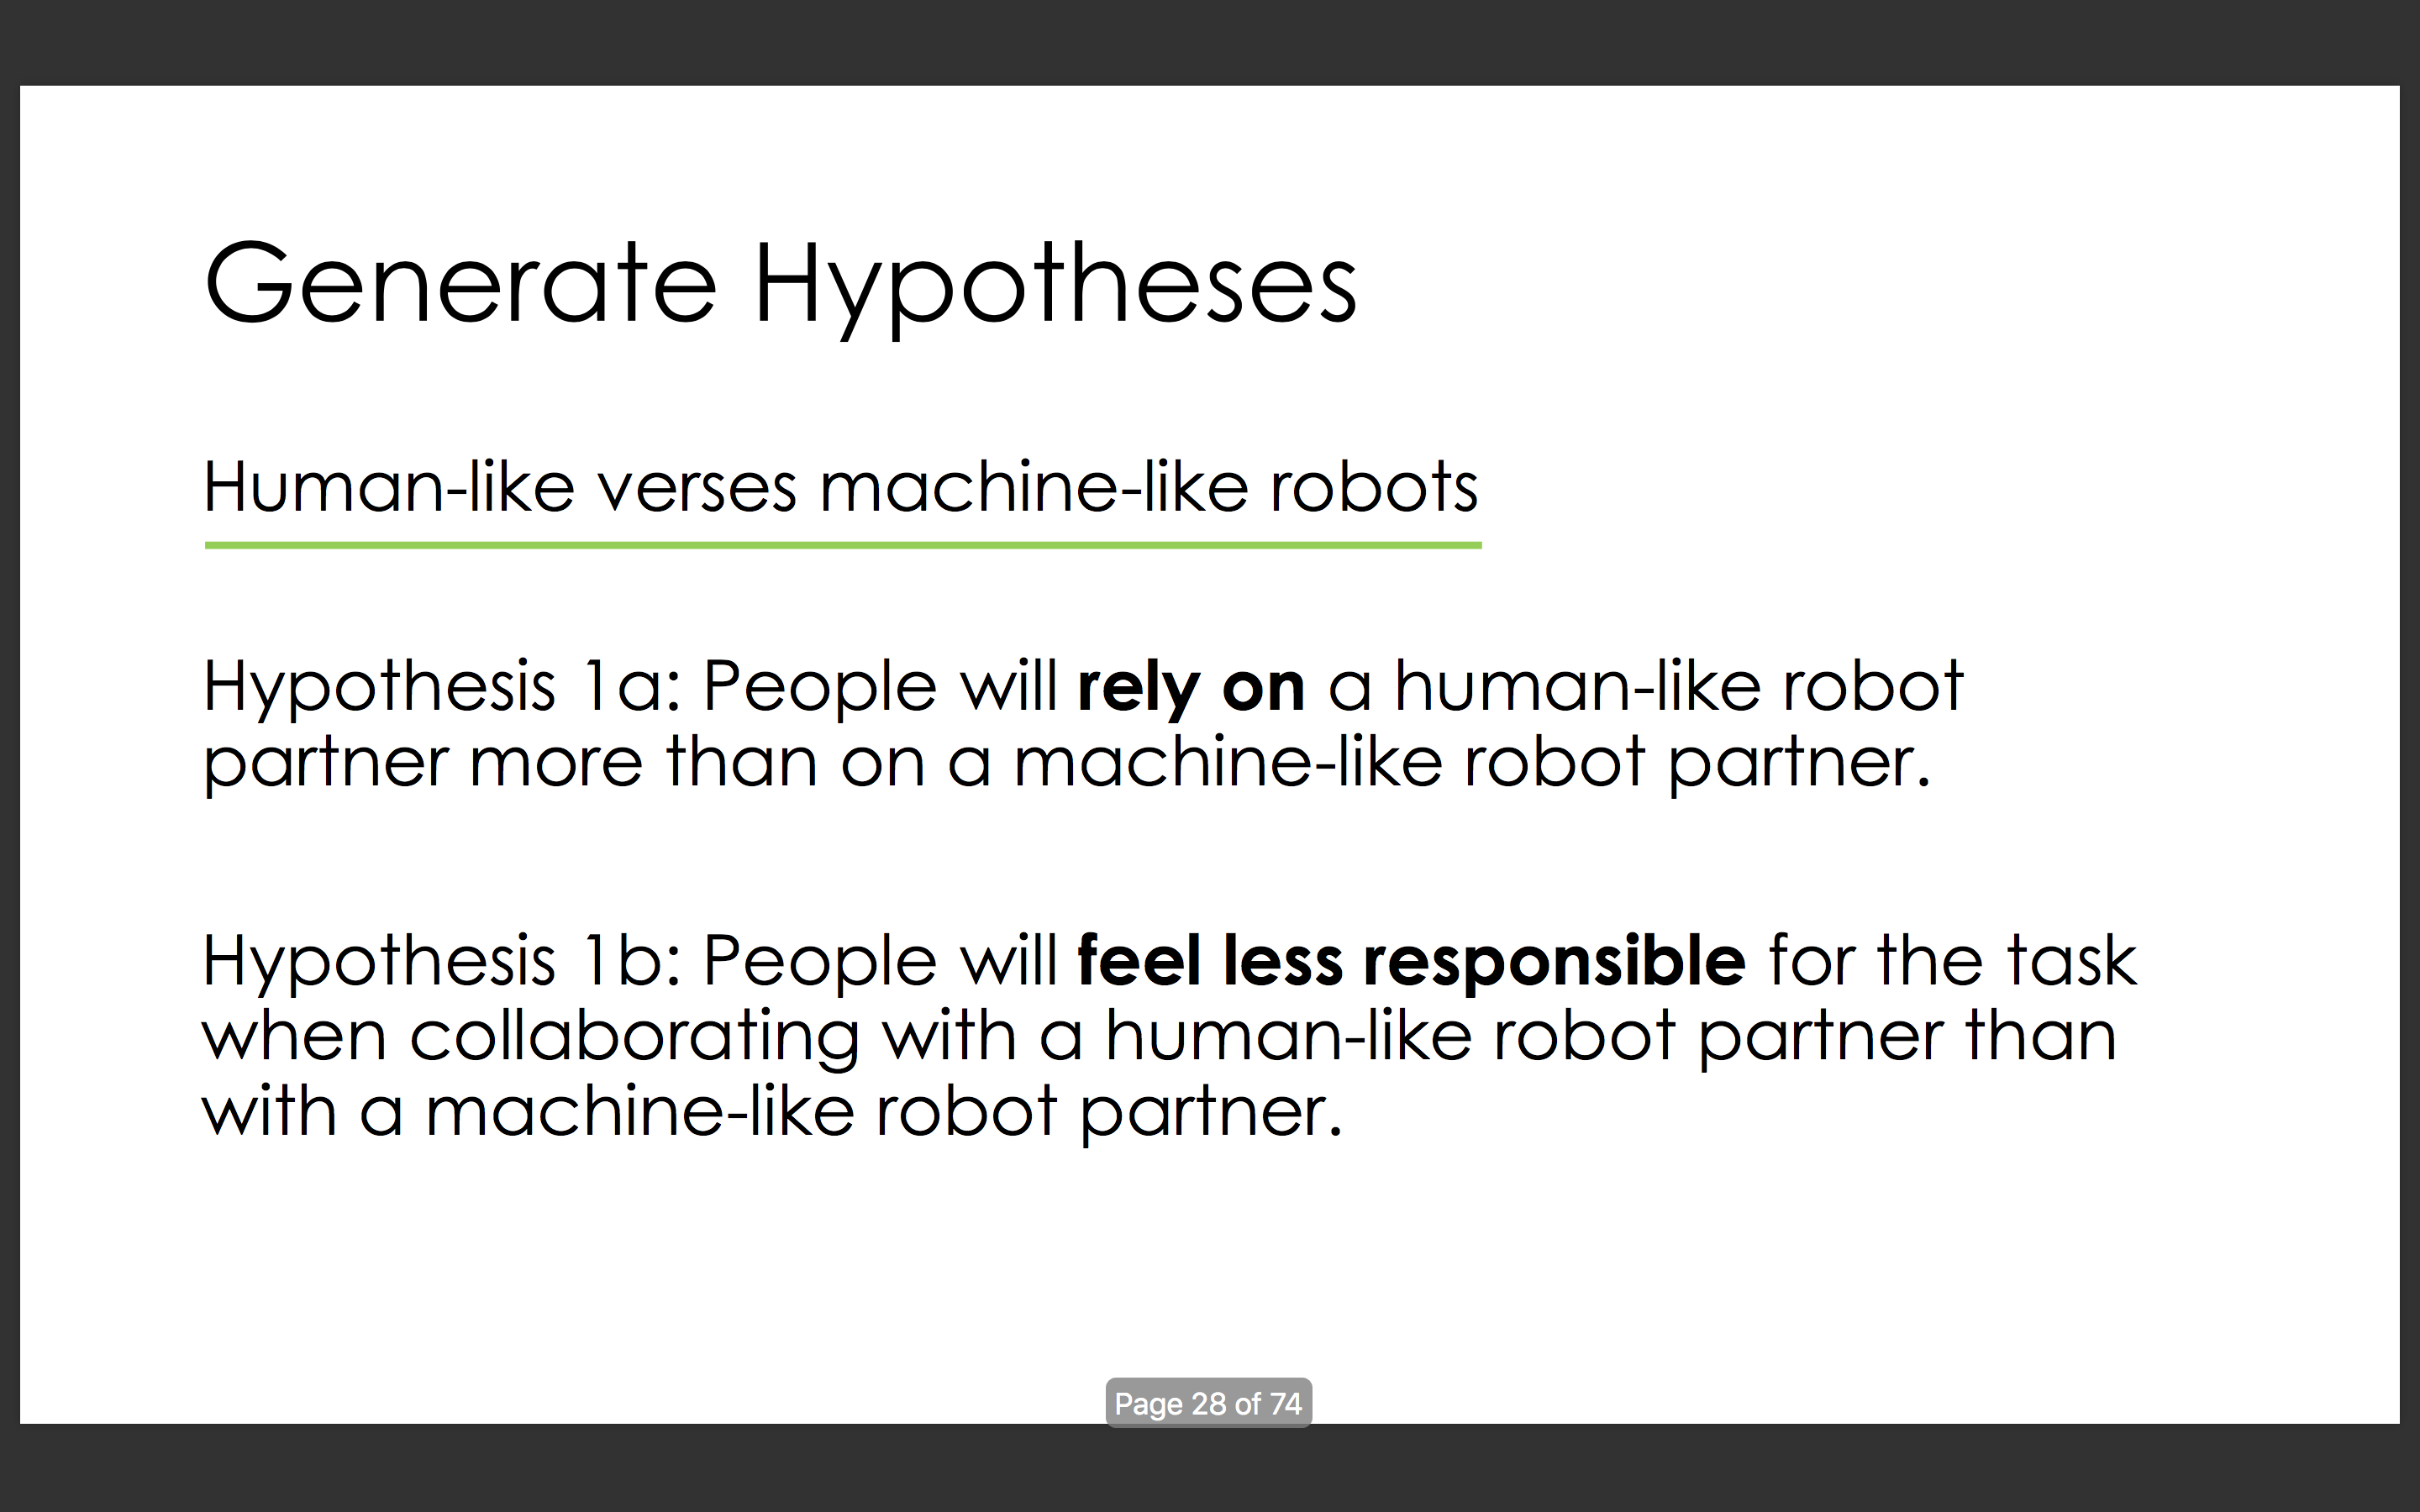 Generate Hypotheses
Human-like verses machine-like robots
Hypothesis 1a: People will rely on a human-like robot
partner more than on a machine-like robot partner.
Hypothesis 1b: People will feel less responsible for the task
when collaborating with a human-like robot partner than
with a machine-like robot partner.
Page 28 of 74